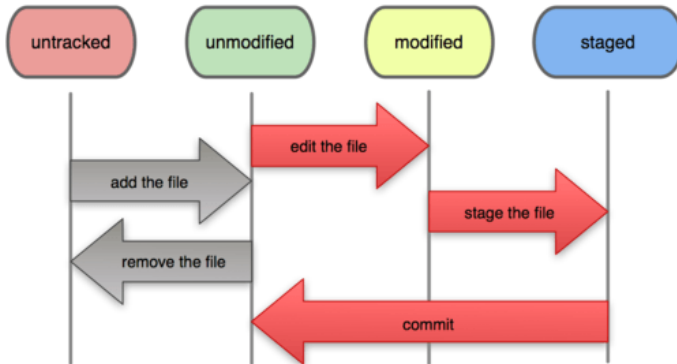 untracked
unmodified
modified
staged
edit the file
add the file
stage the file
remove the file
commit